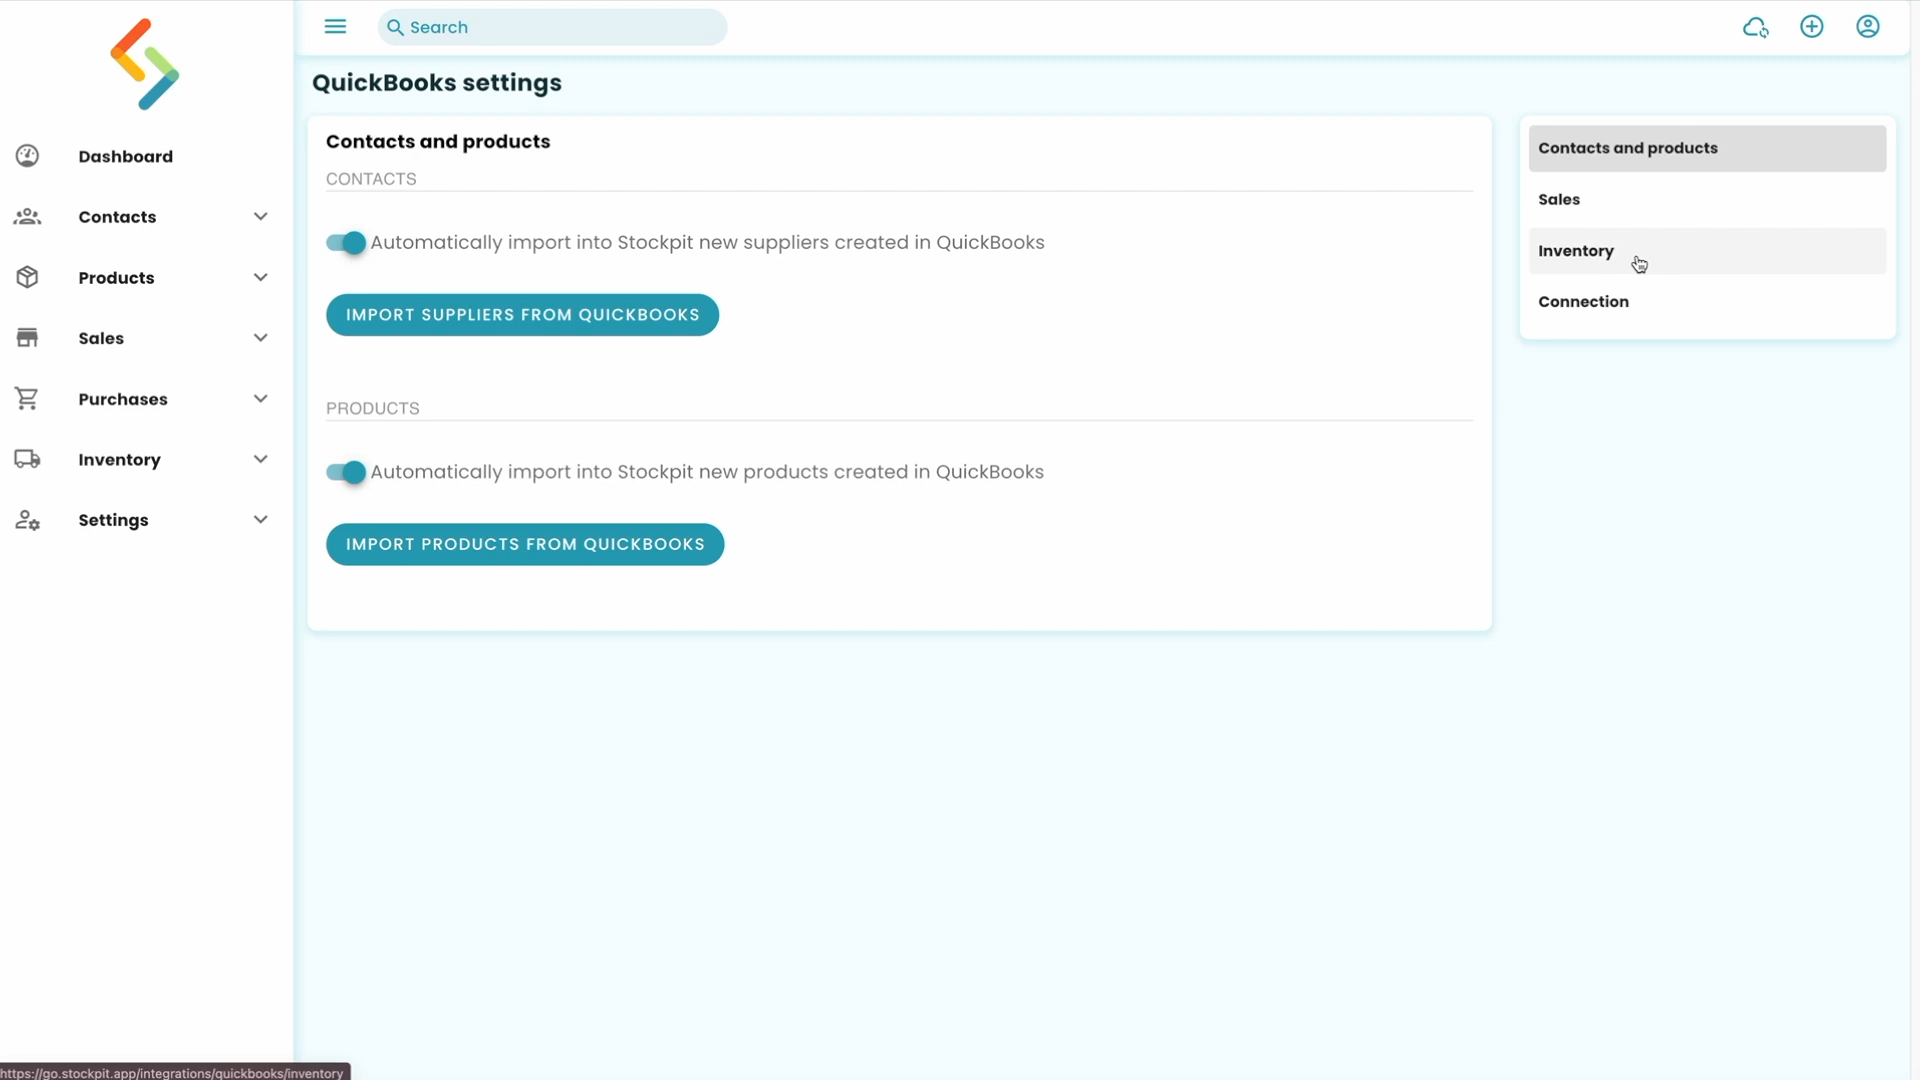 Search
QuickBooks settings
Dashboard
Contacts
Products
Sales
Purchases
Inventory
Settings
Contacts and products
CONTACTS
Automatically import into Stockpit new suppliers created in QuickBooks
IMPORT SUPPLIERS FROM QUICKBOOKS
PRODUCTS
Automatically import into Stockpit new products created in QuickBooks
IMPORT PRODUCTS FROM QUICKBOOKS
Contacts and products
Sales
Inventory
Connection
https://go.stockpit.app/integrations/quickbooks/inventory